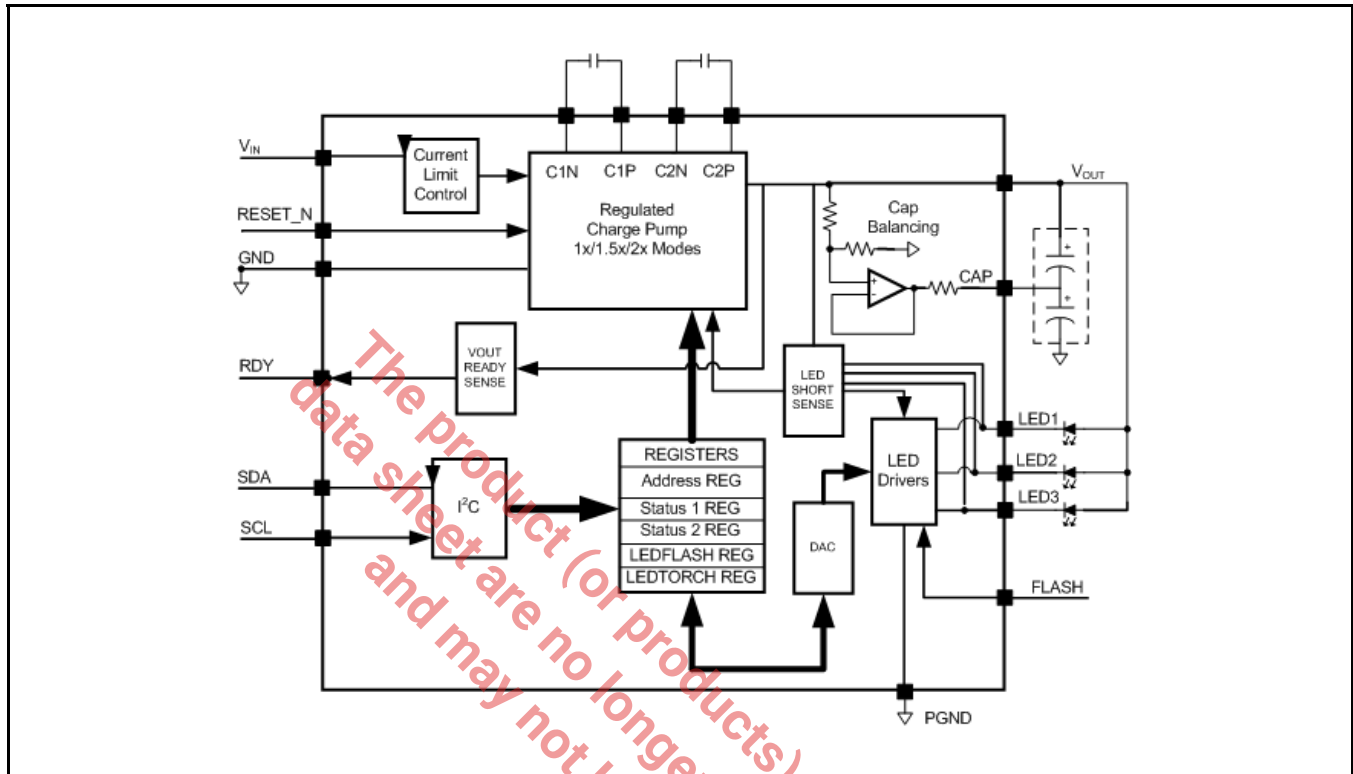 V_IN
Current
Limit
Control
RESET_N
GND
C1N C1P C2N C2P
Regulated
Charge Pump
1x/1.5x/2x Modes
Cap
Balancing
V_OUT
CAP
RDY
VOUT
READY
SENSE
LED
SHORT
SENSE
LED1
LED2
LED3
LED
Drivers
SDA
SCL
I²C
REGISTERS
Address REG
Status 1 REG
Status 2 REG
LEDFLASH REG
LEDTORCH REG
DAC
FLASH
PGND
The product (or products)
data sheet are no longer
and may not